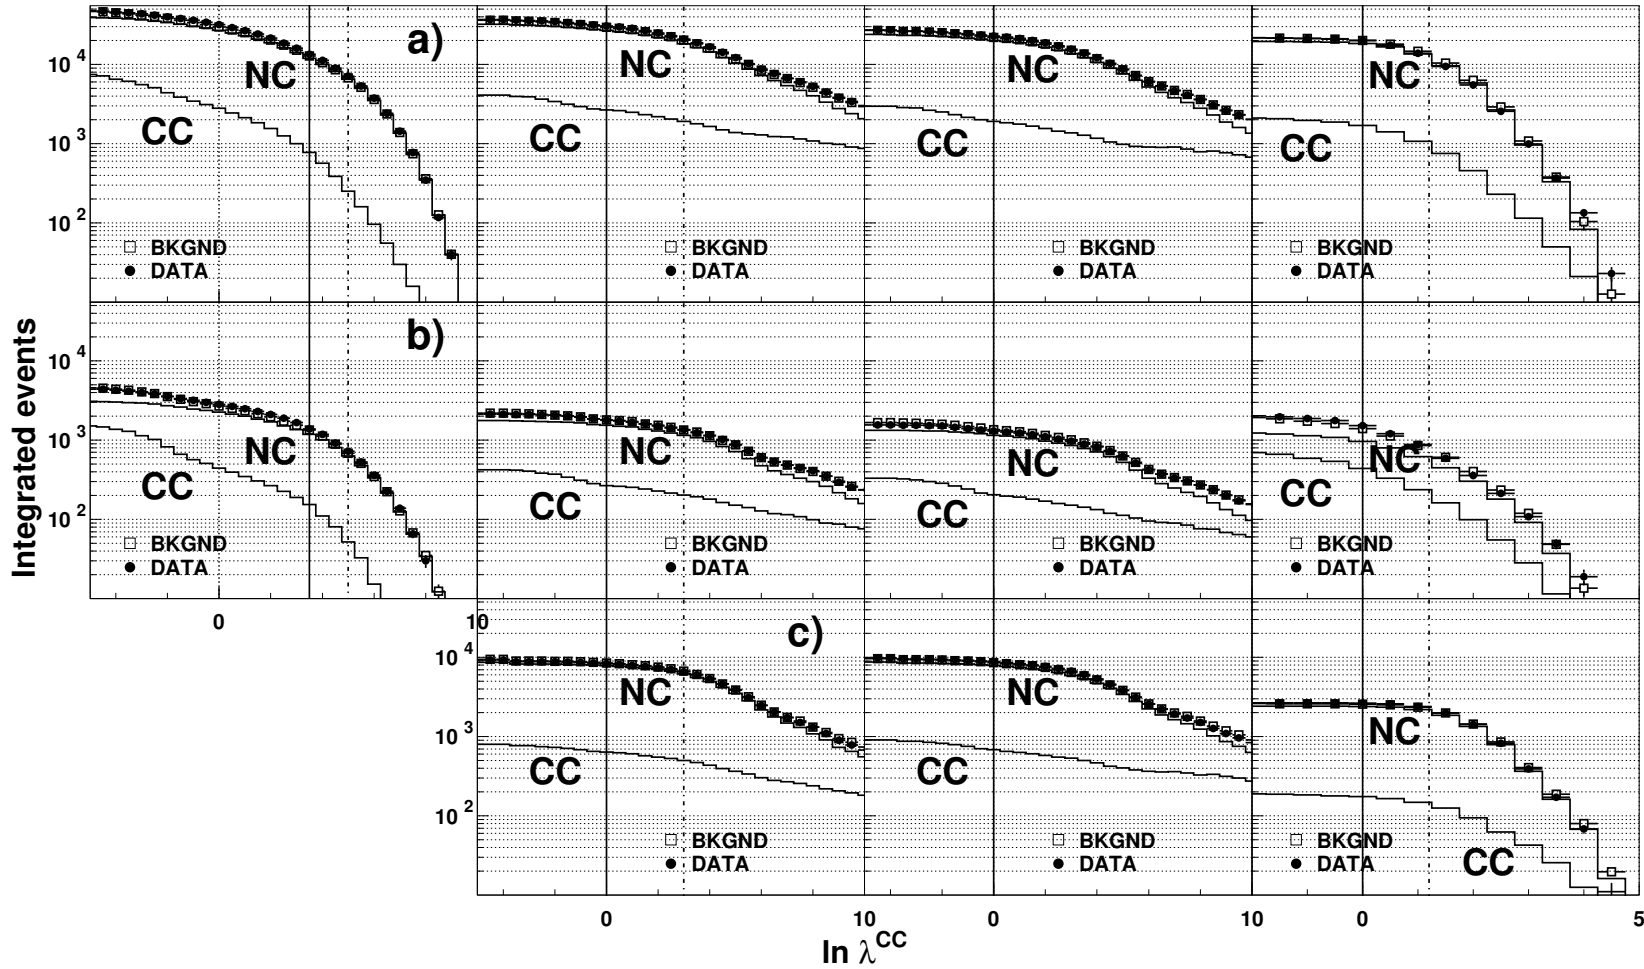 a)
10^4
NC
NC
NC
NC
CC
CC
CC
CC
10^3
10^2
BKGND
BKGND
BKGND
BKGND
DATA
DATA
DATA
DATA
Integrated events
b)
10^4
10^3
NC
NC
NC
NC
CC
CC
CC
CC
10^2
BKGND
BKGND
BKGND
BKGND
DATA
DATA
DATA
DATA
0
10
c)
10^4
NC
NC
NC
10^3
CC
CC
10^2
BKGND
BKGND
BKGND
DATA
DATA
DATA
CC
0
10
0
10
0
5
ln λ^CC